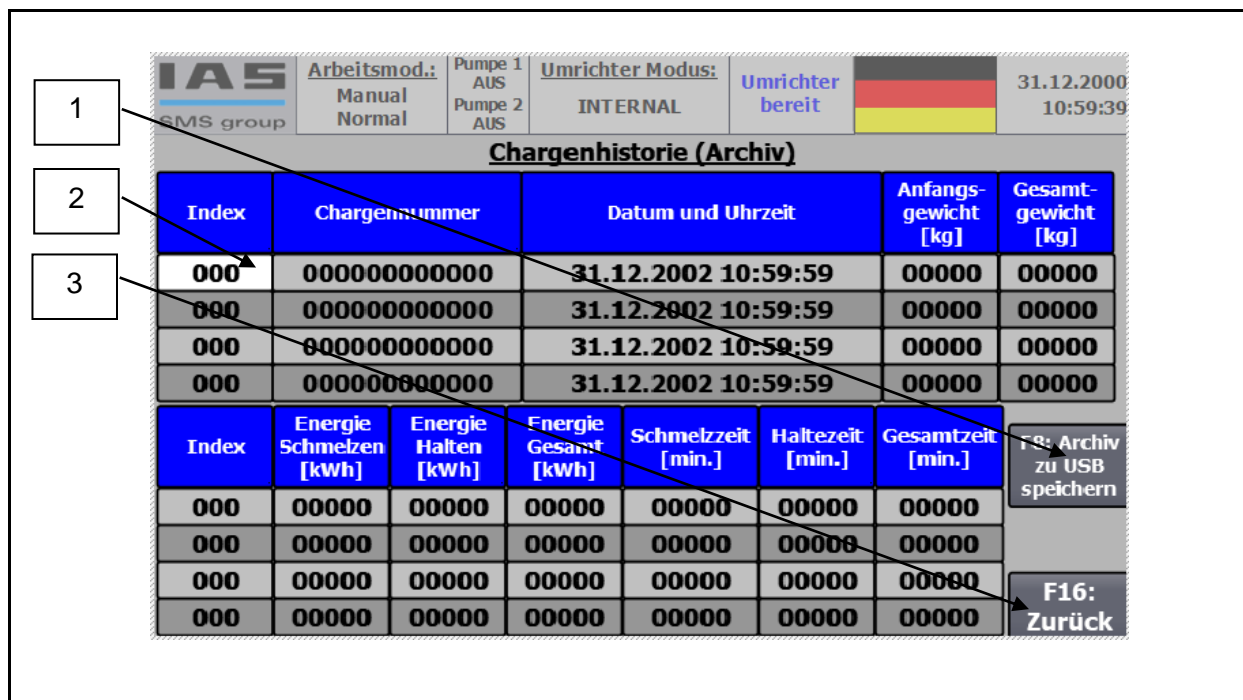 1
2
3
IAS
SMS group
Arbeitsmod.:
Manual
Normal
Pumpe 1
AUS
Pumpe 2
AUS
Umrichter Modus:
INTERNAL
Umrichter
bereit
31.12.2000
10:59:39
Chargenhistorie (Archiv)
Index Chargennummer Datum und Uhrzeit Anfangs-gewicht [kg] Gesamt-gewicht [kg]
000 000000000000 31.12.2002 10:59:59 00000 00000
000 000000000000 31.12.2002 10:59:59 00000 00000
000 000000000000 31.12.2002 10:59:59 00000 00000
000 000000000000 31.12.2002 10:59:59 00000 00000
Index Energie Schmelzen [kWh] Energie Halten [kWh] Energie Gesamt [kWh] Schmelzzeit [min.] Haltezeit [min.] Gesamtzeit [min.]
000 00000 00000 00000 00000 00000 00000
000 00000 00000 00000 00000 00000 00000
000 00000 00000 00000 00000 00000 00000
000 00000 00000 00000 00000 00000 00000
F8: Archiv
zu USB
speichern
F16:
Zurück